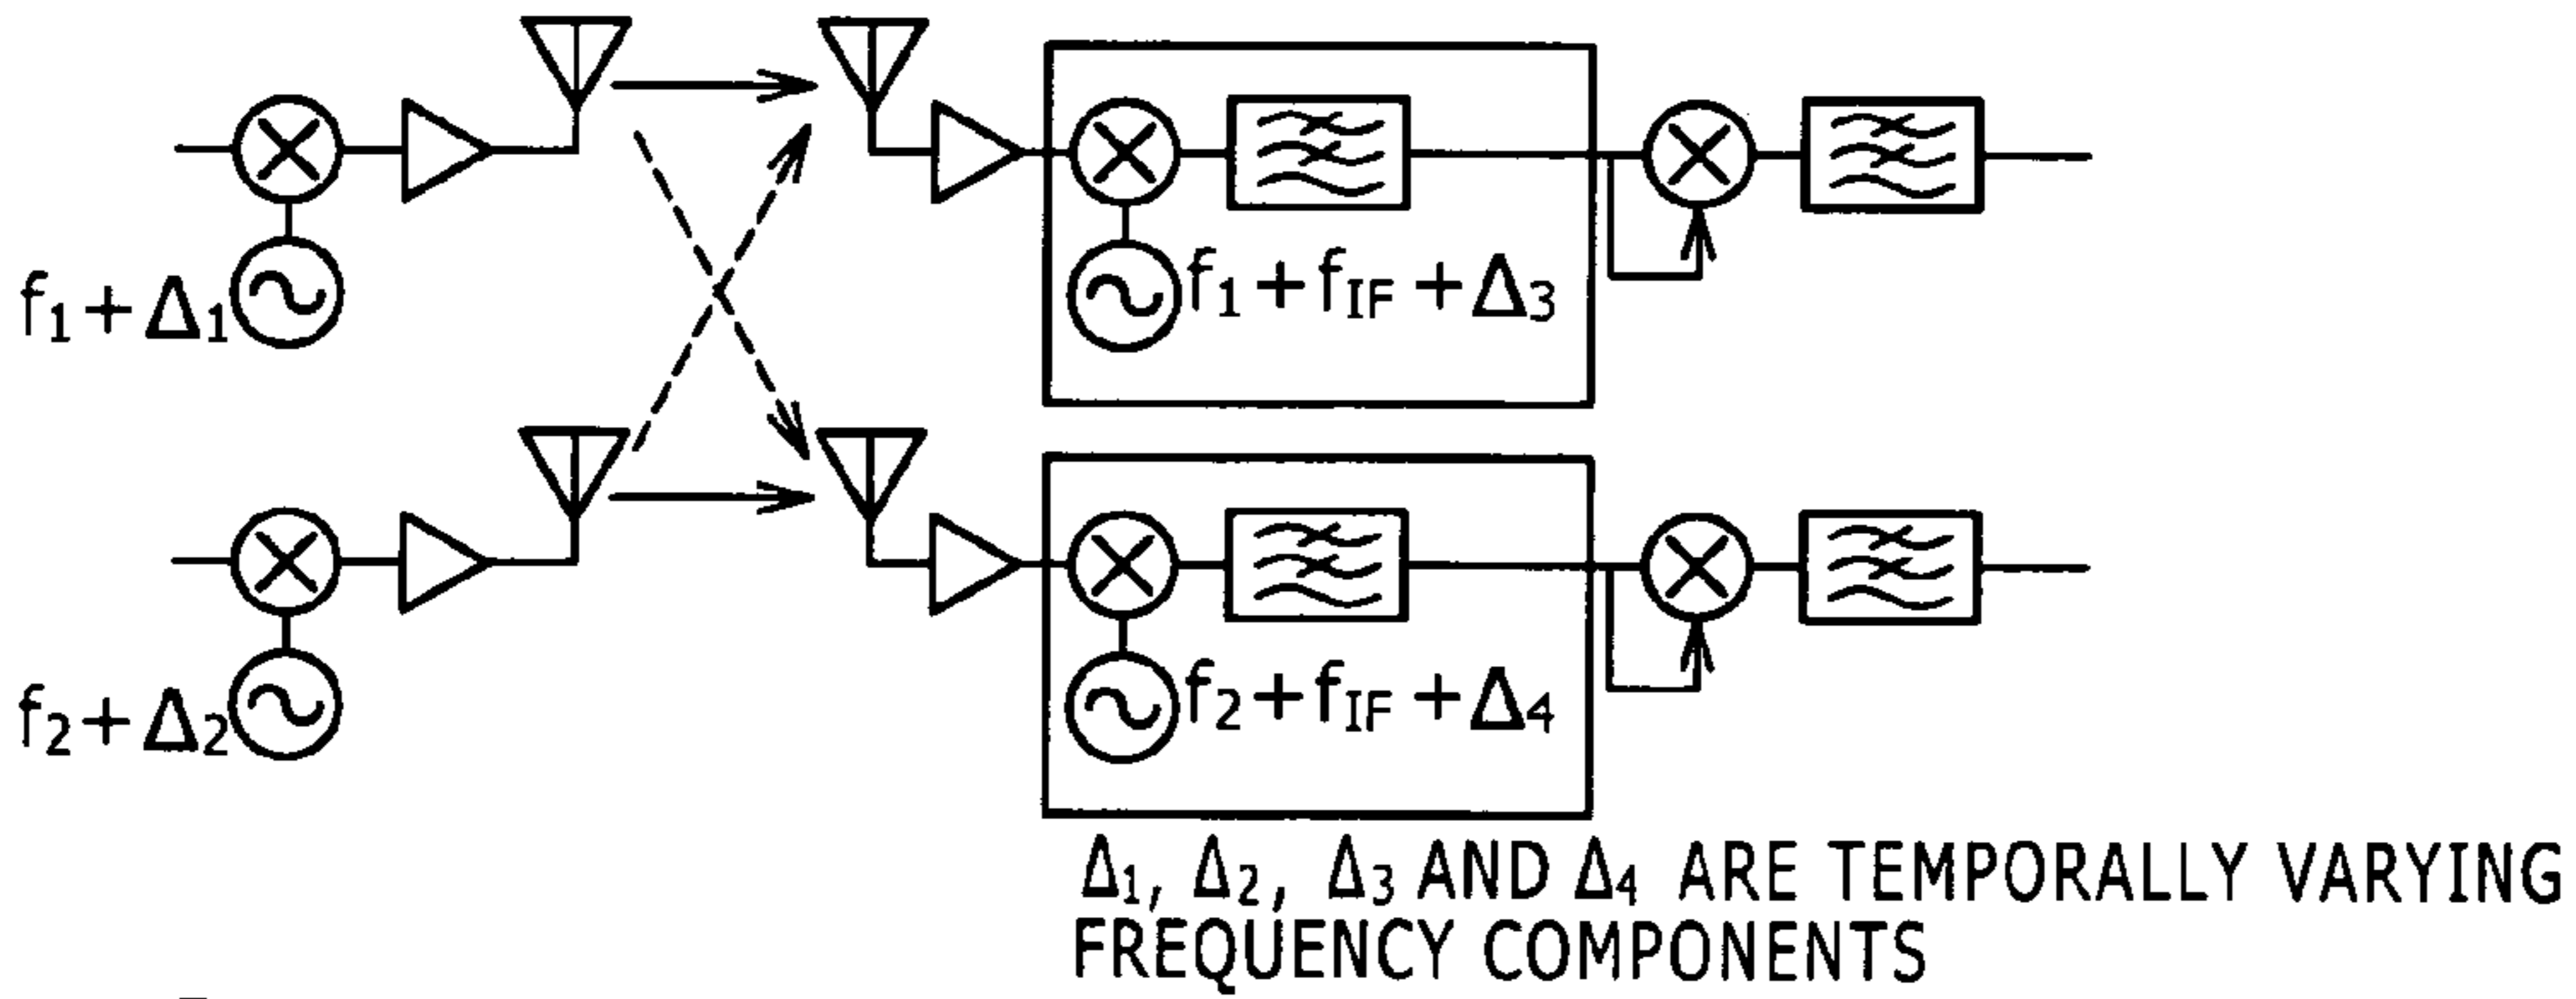 f₁+Δ₁
f₁+fIF+Δ₃
f₂+Δ₂
f₂+fIF+Δ₄
Δ₁, Δ₂, Δ₃ AND Δ₄ ARE TEMPORALLY VARYING
FREQUENCY COMPONENTS